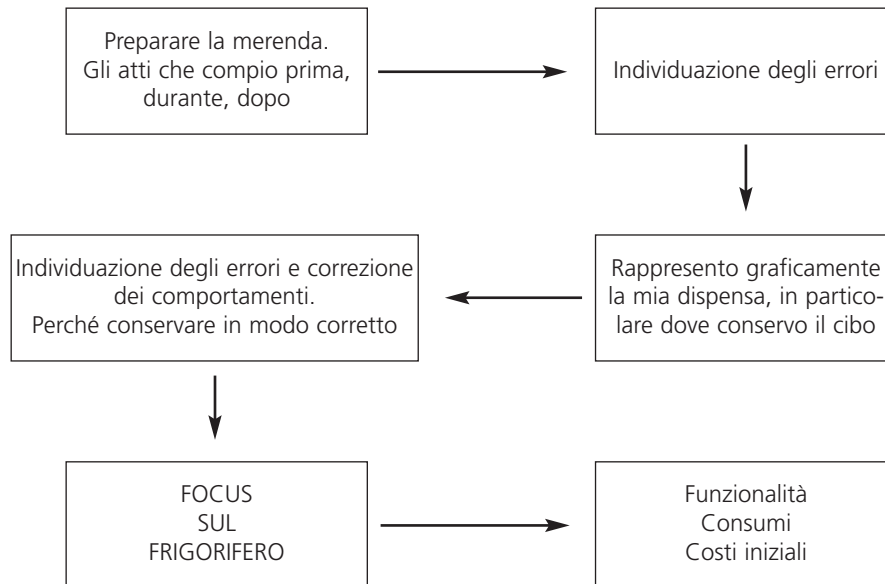 Preparare la merenda.
Gli atti che compio prima,
durante, dopo
Individuazione degli errori
Rappresento graficamente
la mia dispensa, in partico-
lare dove conservo il cibo
Individuazione degli errori e correzione
dei comportamenti.
Perché conservare in modo corretto
FOCUS
SUL
FRIGORIFERO
Funzionalità
Consumi
Costi iniziali